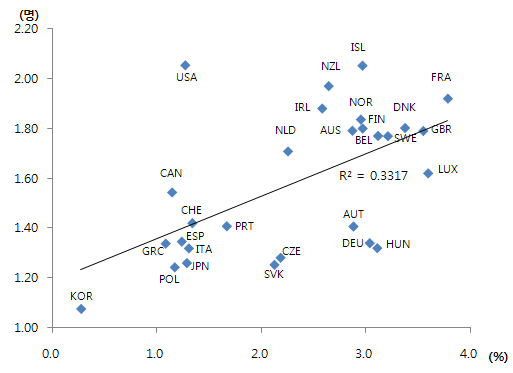 (명)
2.20
ISL
2.00
USA
NZL
FRA
IRL
NOR
FIN
DNK
1.80
NLD
AUS
BEL
SWE
GBR
R² = 0.3317
LUX
1.60
CAN
CHE
AUT
1.40
ESP
PRT
GRC
ITA
CZE
DEU
HUN
POL
JPN
SVK
1.20
KOR
1.00
0.0 1.0 2.0 3.0 4.0 (%)